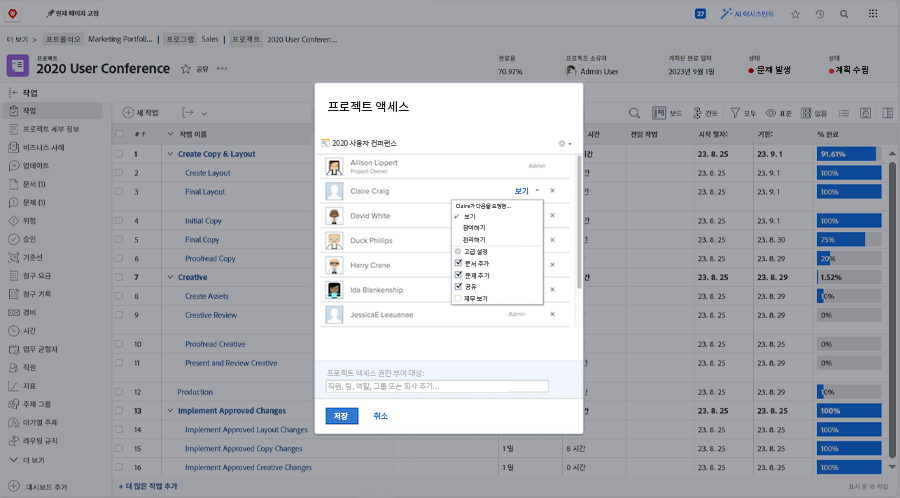 현재 페이지 고정
27
AI 어시스턴트
더 보기 > 포트폴리오 Marketing Portfolio... > 프로그램 Sales > 프로젝트 2020 User Conferen...
프로젝트
2020 User Conference
공유
완료율
70.97%
프로젝트 소유자
Admin User
계획된 완료 일자
2023년 9월 1일
상태
문제 발생
상태
계획 수립
작업
작업
프로젝트 세부 정보
비즈니스 사례
업데이트
문서 (1)
문제 (1)
위험
승인
기준선
청구 요금
청구 기록
경비
시간
업무 균형자
직원
지표
주제 그룹
대기열 주제
라우팅 규칙
더 보기
대시보드 추가
새 작업
보드
간트
모두
표준
없음
# 작업 이름 시간 전임 작업 시작 일자: 기한: % 완료
1 Create Copy & Layout 간 23. 8. 25 23. 9. 1 91.61%
2 Create Layout 23. 8. 25 23. 9. 1 100%
3 Final Layout 23. 8. 25 23. 9. 1 100%
4 Initial Copy 간 23. 8. 25 23. 9. 1 100%
5 Final Copy 간 23. 8. 25 23. 8. 30 75%
6 Proofread Copy 23. 8. 25 23. 8. 29 20%
7 Creative 간 23. 8. 25 23. 8. 29 1.52%
8 Create Assets 간 23. 8. 25 23. 8. 29
9 Creative Review 간 23. 8. 25 23. 8. 29 0%
10 Proofread Creative 23. 8. 25 23. 8. 29 0%
11 Present and Review Creative 23. 8. 25 23. 8. 29 0%
12 Production 23. 8. 25 23. 8. 29
13 Implement Approved Changes 23. 8. 25 23. 8. 25 100%
14 Implement Approved Layout Changes 23. 8. 25 23. 8. 25 100%
15 Implement Approved Copy Changes 1 일 8 시간 23. 8. 25 23. 8. 25 100%
16 Implement Approved Creative Changes 1 일 0 시간 23. 8. 25 23. 8. 25 100%
+ 더 많은 작업 추가
표시 중 16 작업
프로젝트 액세스
2020 사용자 컨퍼런스
Allison Lippert
Project Owner
Admin
Claire Craig
보기
David White
Duck Phillips
Harry Crane
Ida Blankenship
JessicaE Leauanae
Admin
Claire가 다음을 요청함...
보기
참여하기
관리하기
고급 설정
문서 추가
문제 추가
공유
재무 보기
프로젝트 액세스 권한 부여 대상:
직원, 팀, 역할, 그룹 또는 회사 추가...
저장
취소